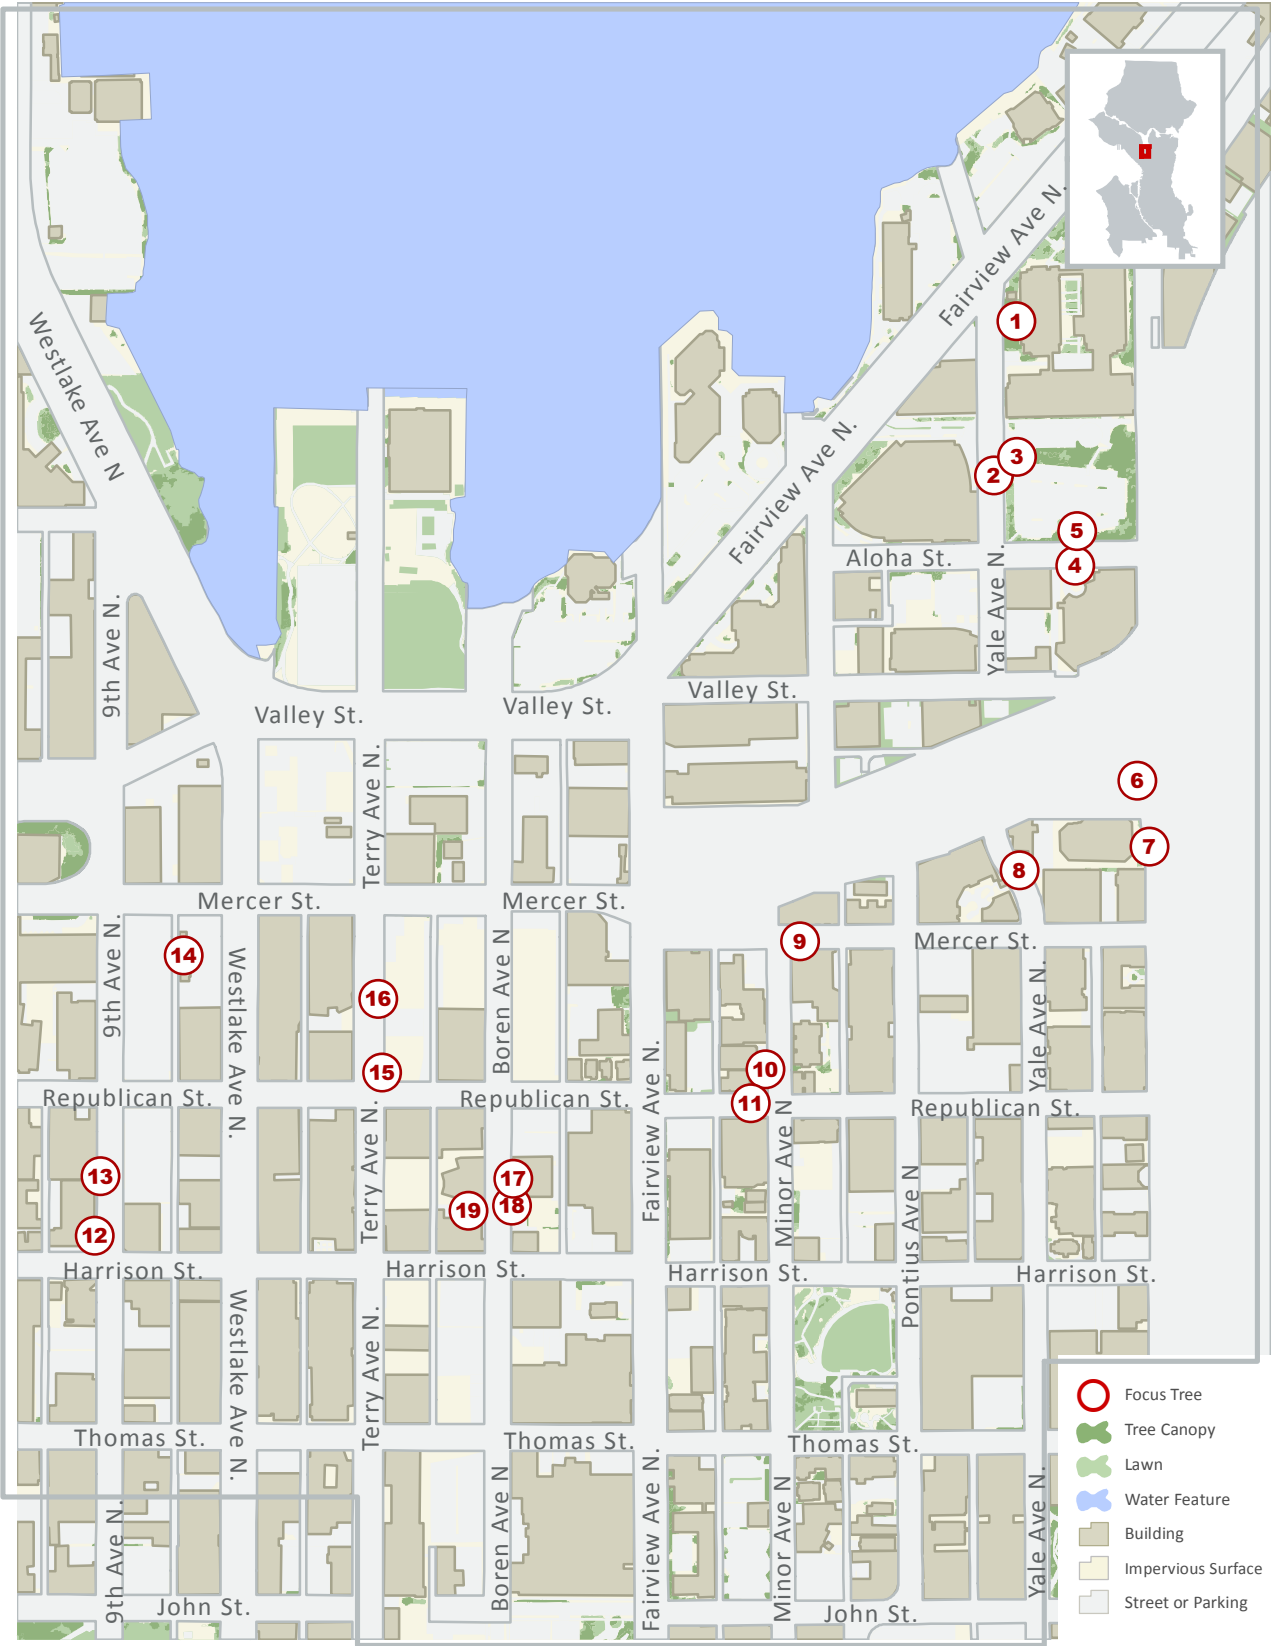 Fairview Ave N.
1
Westlake Ave N
Fairview Ave N.
3
2
5
Aloha St.
4
Yale Ave N.
9th Ave N.
Valley St.
Valley St.
Valley St.
Terry Ave N.
6
7
8
Mercer St.
Mercer St.
Mercer St.
9
9th Ave N.
14
Westlake Ave N.
Boren Ave N
16
Yale Ave N.
15
10
Fairview Ave N.
11
Minor Ave N
Republican St.
Republican St.
Republican St.
Terry Ave N.
13
17
18
19
12
Pontius Ave N
Harrison St.
Harrison St.
Harrison St.
Harrison St.
Westlake Ave N.
Terry Ave N.
Thomas St.
Thomas St.
Thomas St.
Boren Ave N
Fairview Ave N.
Minor Ave N
Yale Ave N.
9th Ave N.
John St.
John St.
Focus Tree
Tree Canopy
Lawn
Water Feature
Building
Impervious Surface
Street or Parking